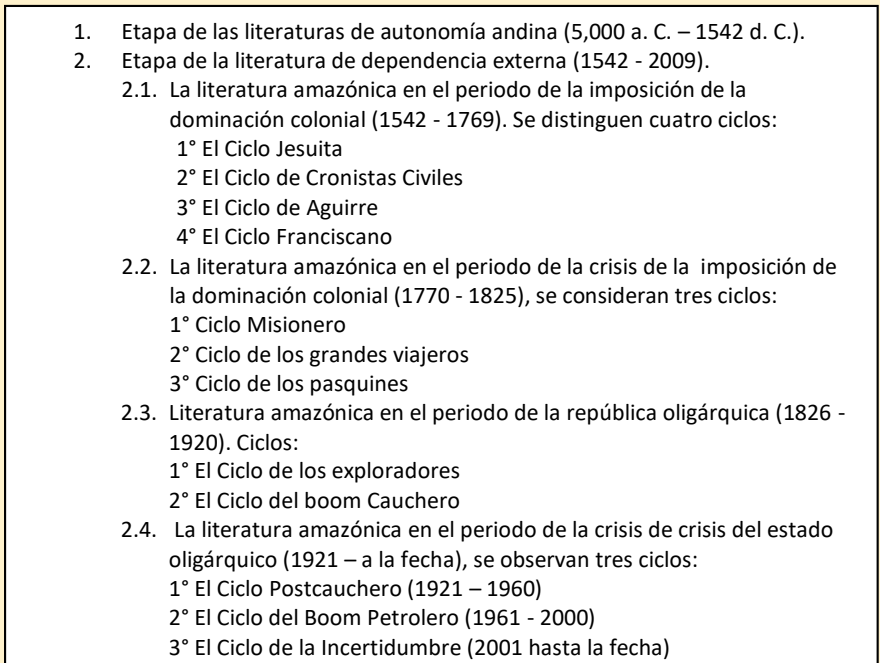 1. Etapa de las literaturas de autonomía andina (5,000 a. C. – 1542 d. C.).
2. Etapa de la literatura de dependencia externa (1542 - 2009).
2.1. La literatura amazónica en el periodo de la imposición de la
dominación colonial (1542 - 1769). Se distinguen cuatro ciclos:
1° El Ciclo Jesuita
2° El Ciclo de Cronistas Civiles
3° El Ciclo de Aguirre
4° El Ciclo Franciscano
2.2. La literatura amazónica en el periodo de la crisis de la imposición de
la dominación colonial (1770 - 1825), se consideran tres ciclos:
1° Ciclo Misionero
2° Ciclo de los grandes viajeros
3° Ciclo de los pasquines
2.3. Literatura amazónica en el periodo de la república oligárquica (1826 -
1920). Ciclos:
1° El Ciclo de los exploradores
2° El Ciclo del boom Cauchero
2.4. La literatura amazónica en el periodo de la crisis de crisis del estado
oligárquico (1921 – a la fecha), se observan tres ciclos:
1° El Ciclo Postcauchero (1921 – 1960)
2° El Ciclo del Boom Petrolero (1961 - 2000)
3° El Ciclo de la Incertidumbre (2001 hasta la fecha)